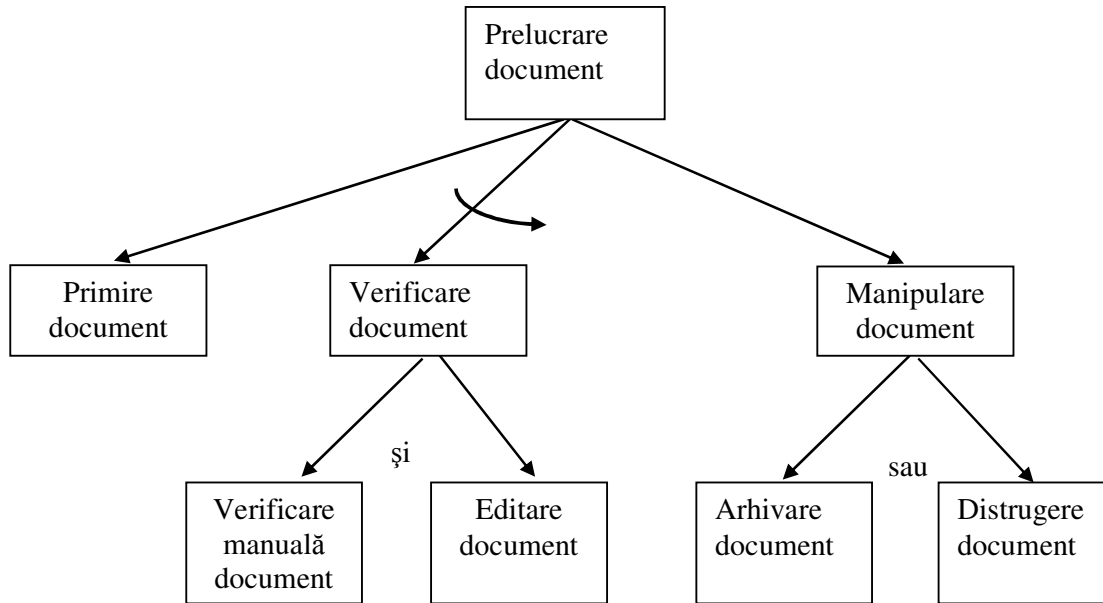 Prelucrare
document
Primire
document
Verificare
document
Manipulare
document
şi
sau
Verificare
manuală
document
Editare
document
Arhivare
document
Distrugere
document